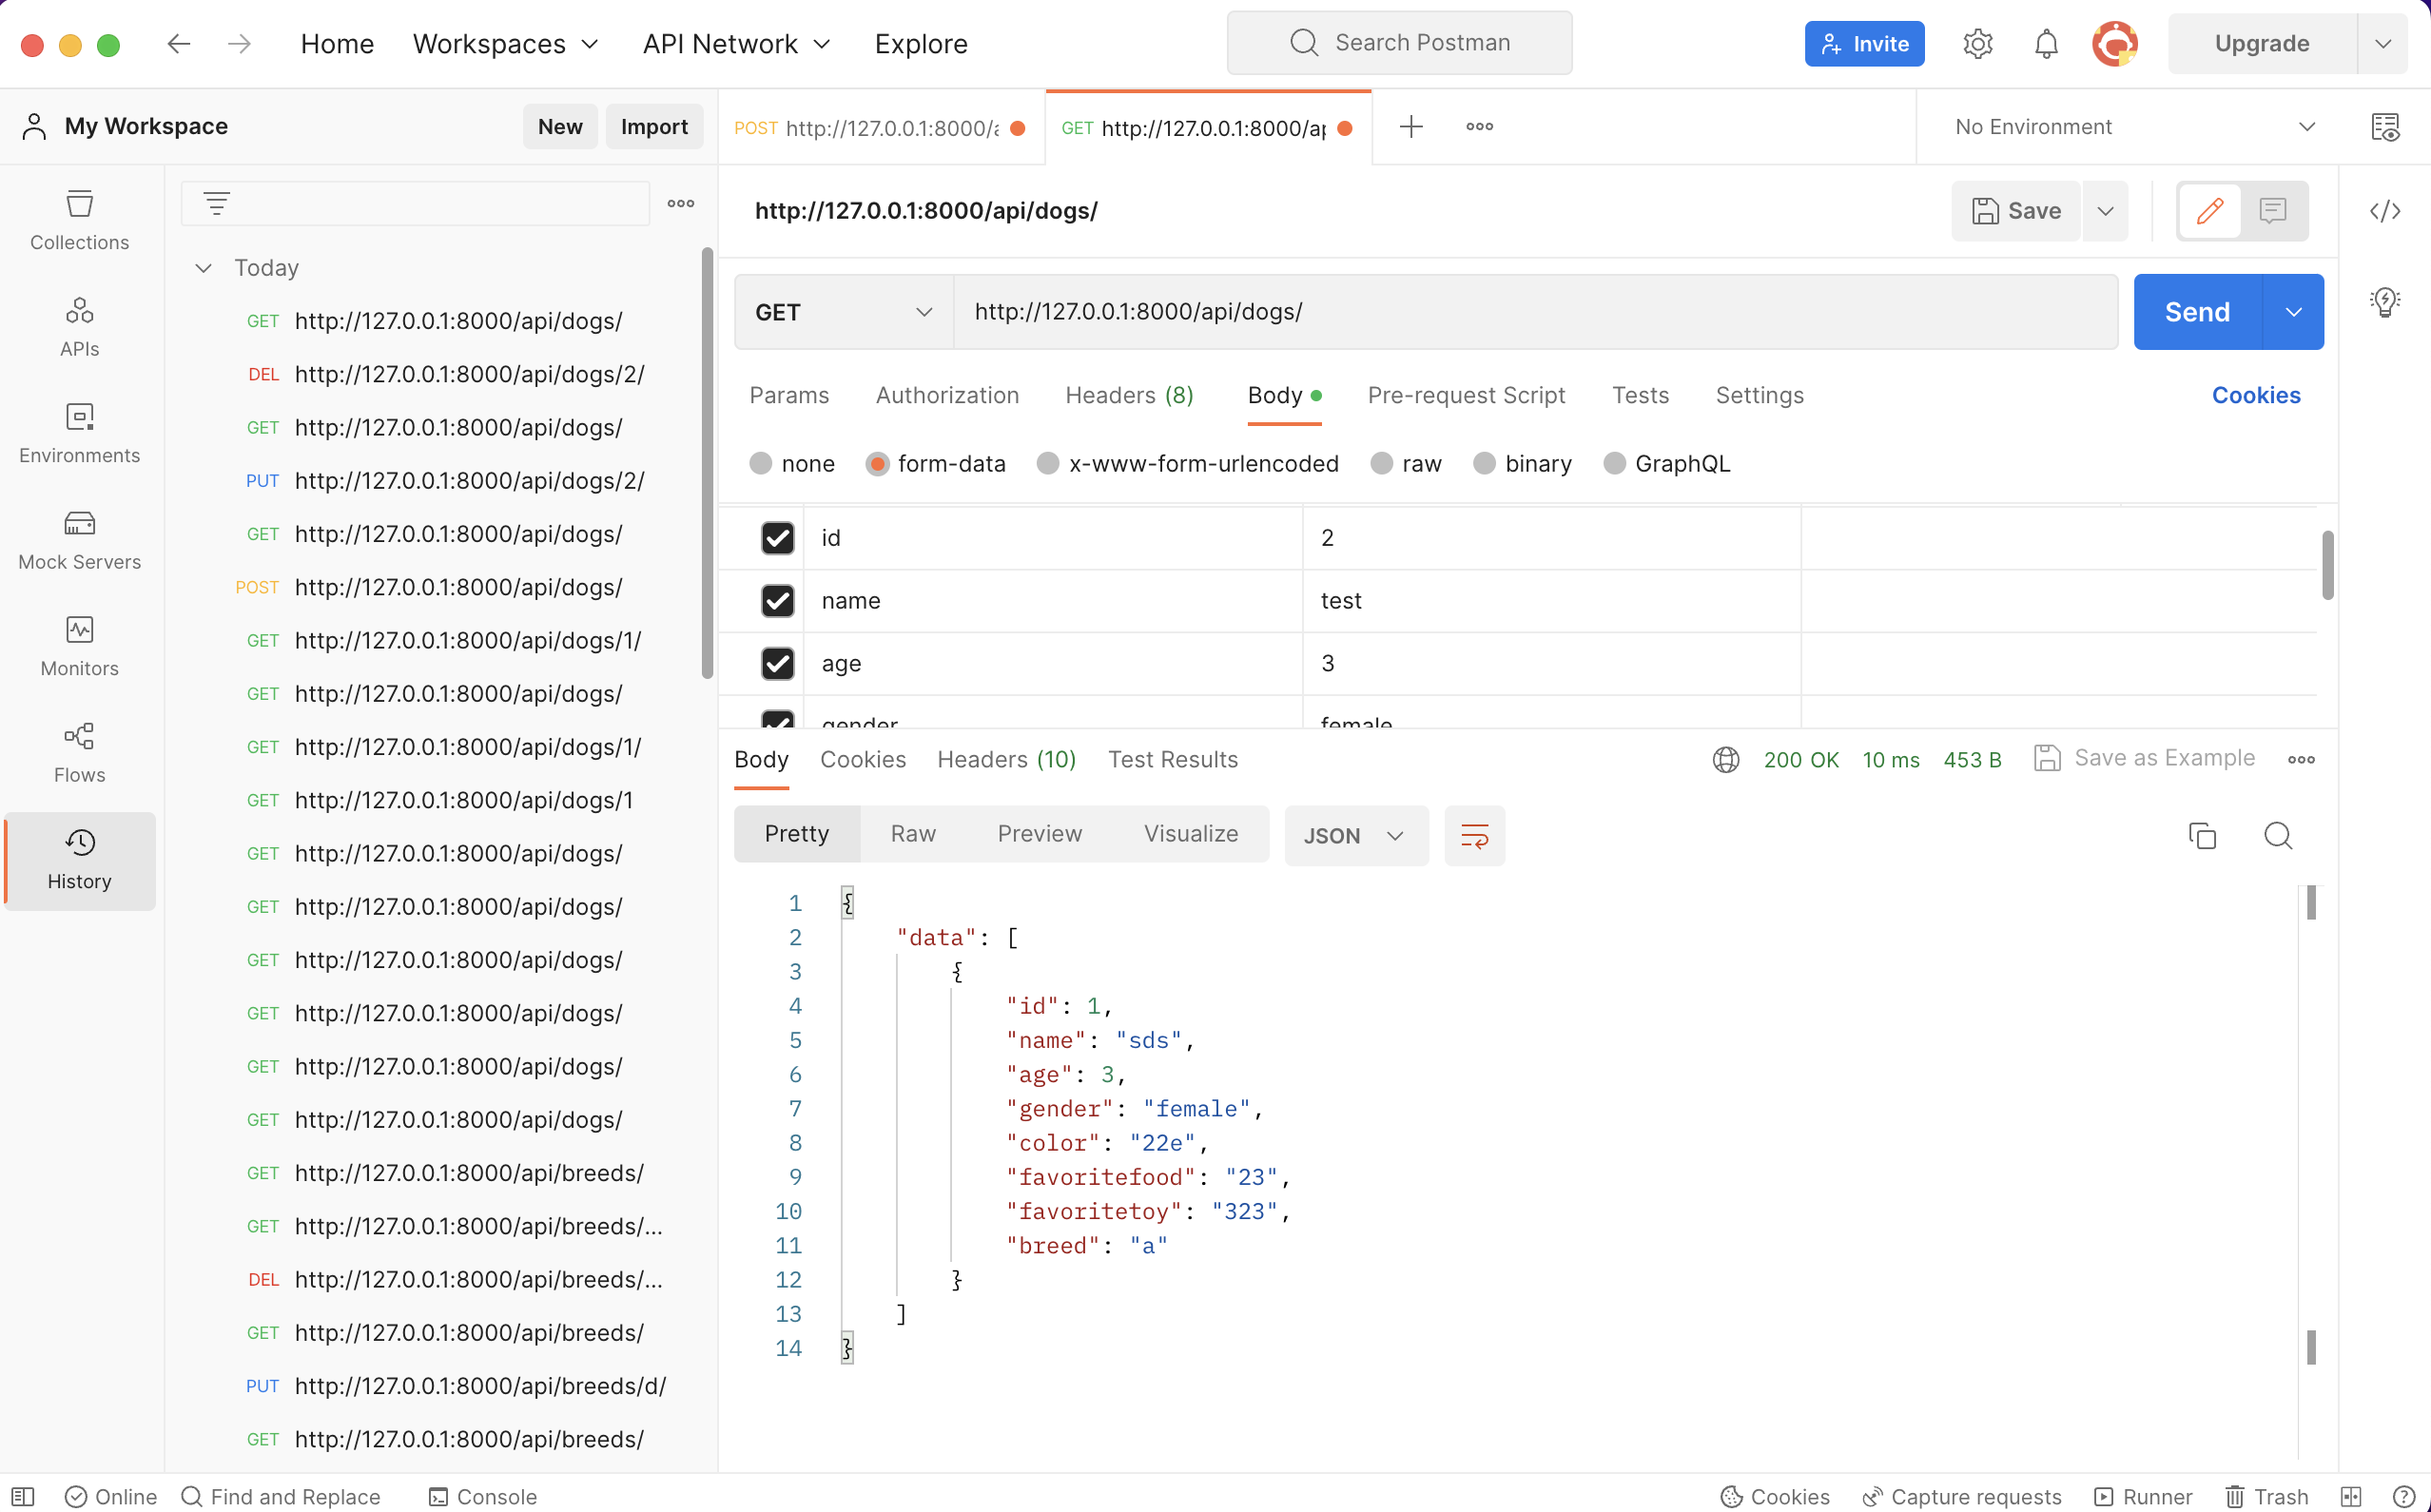 Home Workspaces API Network Explore Search Postman Invite Upgrade
My Workspace New Import
POST http://127.0.0.1:8000/a GET http://127.0.0.1:8000/ap No Environment
Collections
APIs
Environments
Mock Servers
Monitors
Flows
History
Today
GET http://127.0.0.1:8000/api/dogs/
DEL http://127.0.0.1:8000/api/dogs/2/
GET http://127.0.0.1:8000/api/dogs/
PUT http://127.0.0.1:8000/api/dogs/2/
GET http://127.0.0.1:8000/api/dogs/
POST http://127.0.0.1:8000/api/dogs/
GET http://127.0.0.1:8000/api/dogs/1/
GET http://127.0.0.1:8000/api/dogs/
GET http://127.0.0.1:8000/api/dogs/1/
GET http://127.0.0.1:8000/api/dogs/1
GET http://127.0.0.1:8000/api/dogs/
GET http://127.0.0.1:8000/api/dogs/
GET http://127.0.0.1:8000/api/dogs/
GET http://127.0.0.1:8000/api/dogs/
GET http://127.0.0.1:8000/api/dogs/
GET http://127.0.0.1:8000/api/dogs/
GET http://127.0.0.1:8000/api/breeds/
GET http://127.0.0.1:8000/api/breeds/...
DEL http://127.0.0.1:8000/api/breeds/...
GET http://127.0.0.1:8000/api/breeds/
PUT http://127.0.0.1:8000/api/breeds/d/
GET http://127.0.0.1:8000/api/breeds/
http://127.0.0.1:8000/api/dogs/ Save
GET http://127.0.0.1:8000/api/dogs/ Send
Params Authorization Headers (8) Body Pre-request Script Tests Settings Cookies
none form-data x-www-form-urlencoded raw binary GraphQL
id 2
name test
age 3
gender female
Body Cookies Headers (10) Test Results 200 OK 10 ms 453 B Save as Example
Pretty Raw Preview Visualize JSON
1 {
2 "data": [
3 {
4 "id": 1,
5 "name": "sds",
6 "age": 3,
7 "gender": "female",
8 "color": "22e",
9 "favoritefood": "23",
10 "favoritetoy": "323",
11 "breed": "a"
12 }
13 ]
14 }
Online Find and Replace Console Cookies Capture requests Runner Trash